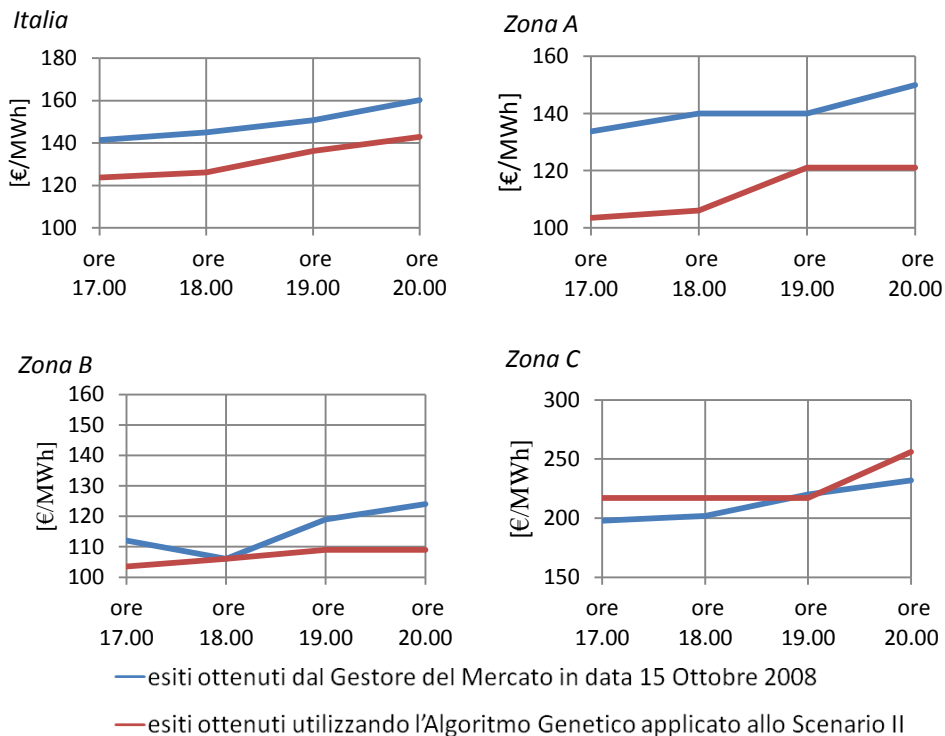 Italia
[€/MWh]
180
160
140
120
100
ore ore ore ore
17.00 18.00 19.00 20.00
Zona A
[€/MWh]
160
140
120
100
ore ore ore ore
17.00 18.00 19.00 20.00
Zona B
[€/MWh]
160
150
140
130
120
110
100
ore ore ore ore
17.00 18.00 19.00 20.00
Zona C
[€/MWh]
300
250
200
150
ore ore ore ore
17.00 18.00 19.00 20.00
esiti ottenuti dal Gestore del Mercato in data 15 Ottobre 2008
esiti ottenuti utilizzando l'Algoritmo Genetico applicato allo Scenario II